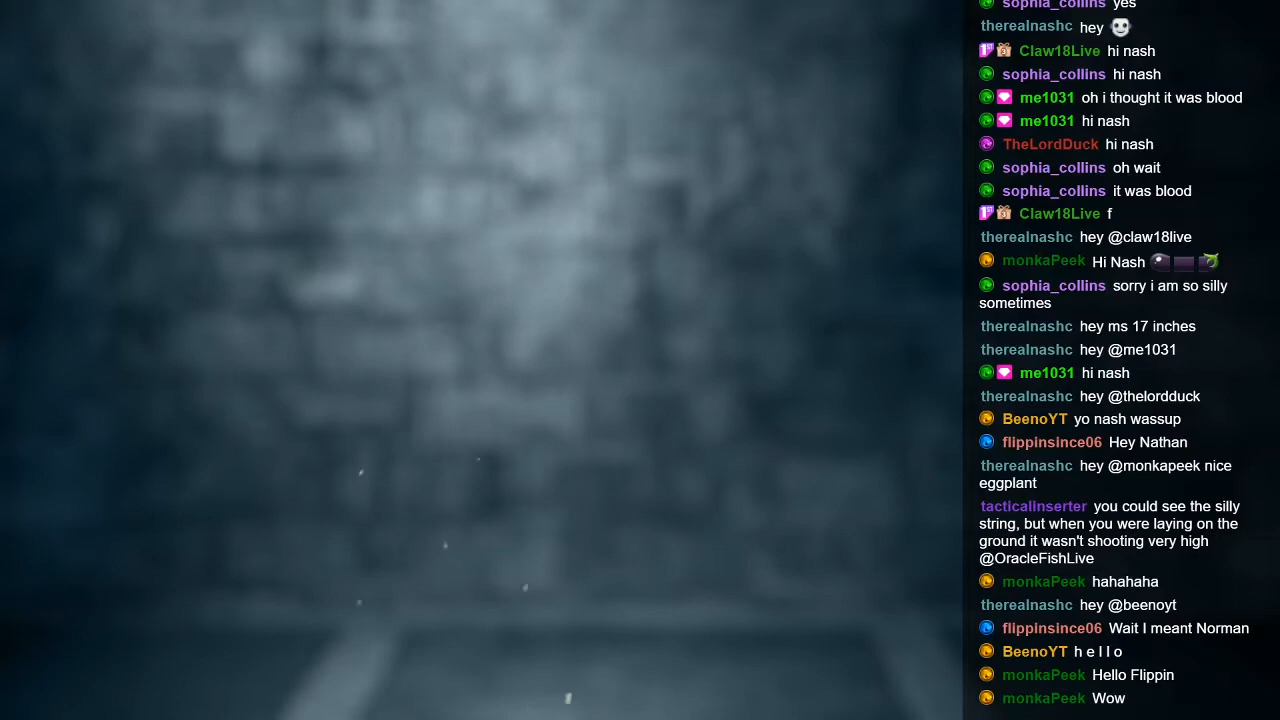 sophia_collins yes
therealnashc hey
Claw18Live hi nash
sophia_collins hi nash
me1031 oh i thought it was blood
me1031 hi nash
TheLordDuck hi nash
sophia_collins oh wait
sophia_collins it was blood
Claw18Live f
therealnashc hey @claw18live
monkaPeek Hi Nash
sophia_collins sorry i am so silly
sometimes
therealnashc hey ms 17 inches
therealnashc hey @me1031
me1031 hi nash
therealnashc hey @thelordduck
BeenoYT yo nash wassup
flippinsince06 Hey Nathan
therealnashc hey @monkapeek nice
eggplant
tacticalinserter you could see the silly
string, but when you were laying on the
ground it wasn't shooting very high
@OracleFishLive
monkaPeek hahahaha
therealnashc hey @beenoyt
flippinsince06 Wait I meant Norman
BeenoYT h e l l o
monkaPeek Hello Flippin
monkaPeek Wow